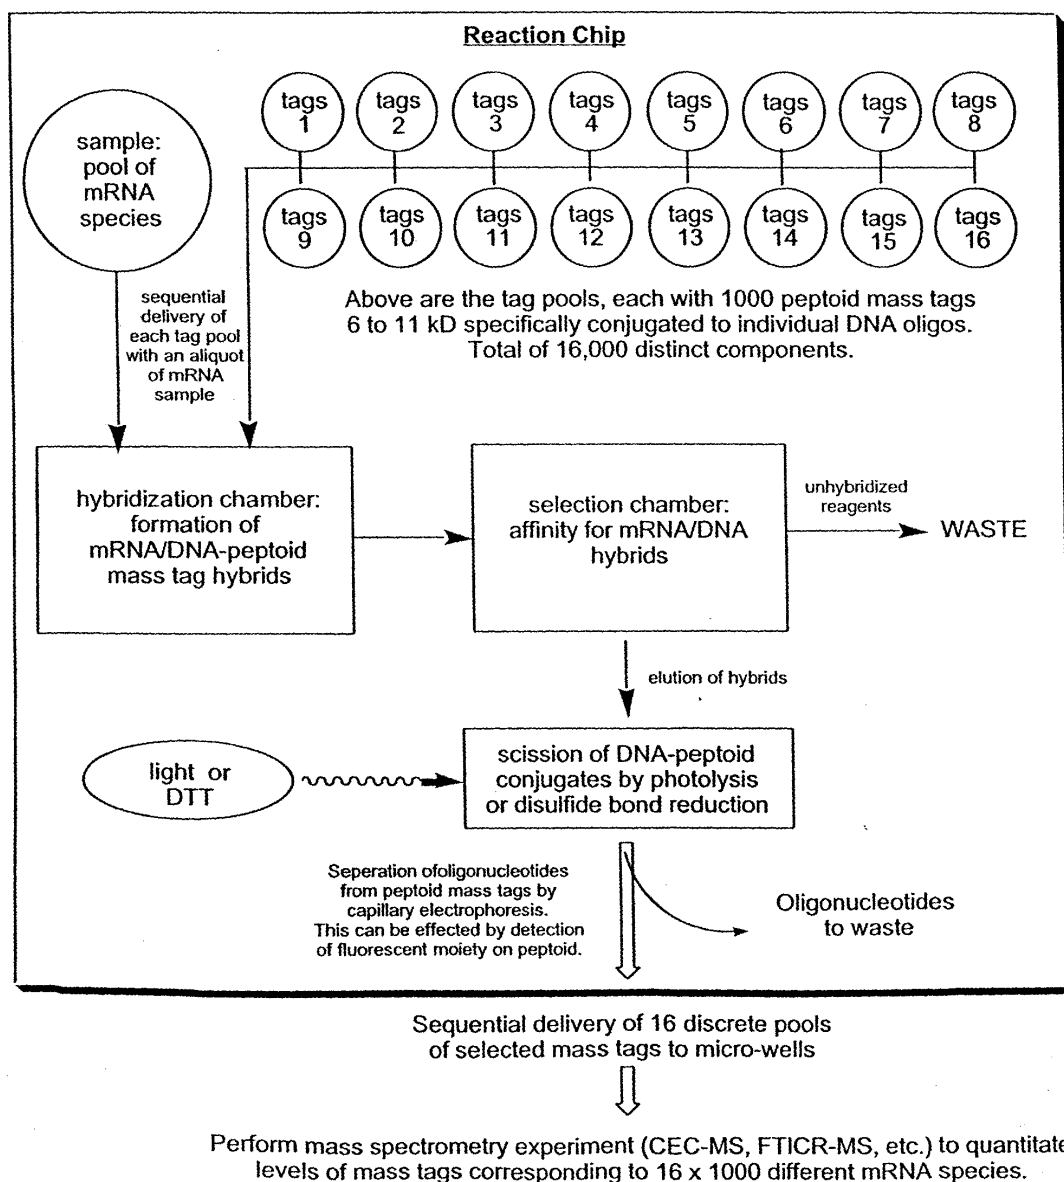 Reaction Chip
tags
1
tags
2
tags
3
tags
4
tags
5
tags
6
tags
7
tags
8
sample:
pool of
mRNA
species
tags
9
tags
10
tags
11
tags
12
tags
13
tags
14
tags
15
tags
16
sequential
delivery of
each tag pool
with an aliquot
of mRNA
sample
Above are the tag pools, each with 1000 peptoid mass tags
6 to 11 kD specifically conjugated to individual DNA oligos.
Total of 16,000 distinct components.
hybridization chamber:
formation of
mRNA/DNA-peptoid
mass tag hybrids
selection chamber:
affinity for mRNA/DNA
hybrids
unhybridized
reagents
WASTE
elution of hybrids
light or
DTT
scission of DNA-peptoid
conjugates by photolysis
or disulfide bond reduction
Seperation ofoligonucleotides
from peptoid mass tags by
capillary electrophoresis.
This can be effected by detection
of fluorescent moiety on peptoid.
Oligonucleotides
to waste
Sequential delivery of 16 discrete pools
of selected mass tags to micro-wells
Perform mass spectrometry experiment (CEC-MS, FTICR-MS, etc.) to quantitate
levels of mass tags corresponding to 16 x 1000 different mRNA species.